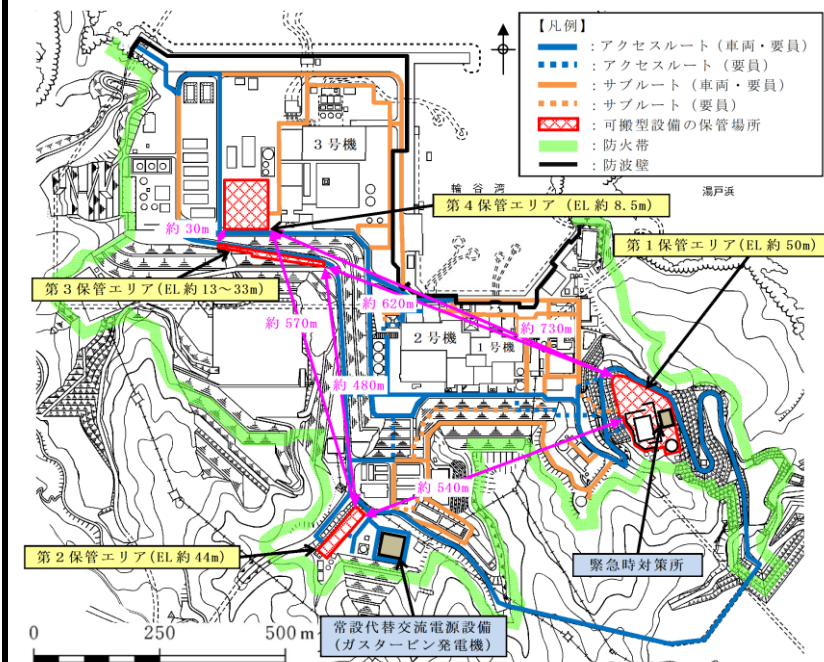 【凡例】
：アクセスルート（車両・要員）
：アクセスルート（要員）
：サブルート（車両・要員）
：サブルート（要員）
：可搬型設備の保管場所
：防火帯
：防波壁
3号機
輪谷湾
湯戸浜
第4保管エリア（EL約8.5m）
約30m
第1保管エリア(EL約50m)
第3保管エリア(EL約13～33m)
約620m
約570m
約730m
2号機
1号機
約480m
約540m
第2保管エリア(EL約44m)
緊急時対策所
常設代替交流電源設備
(ガスタービン発電機)
0 250 500 m